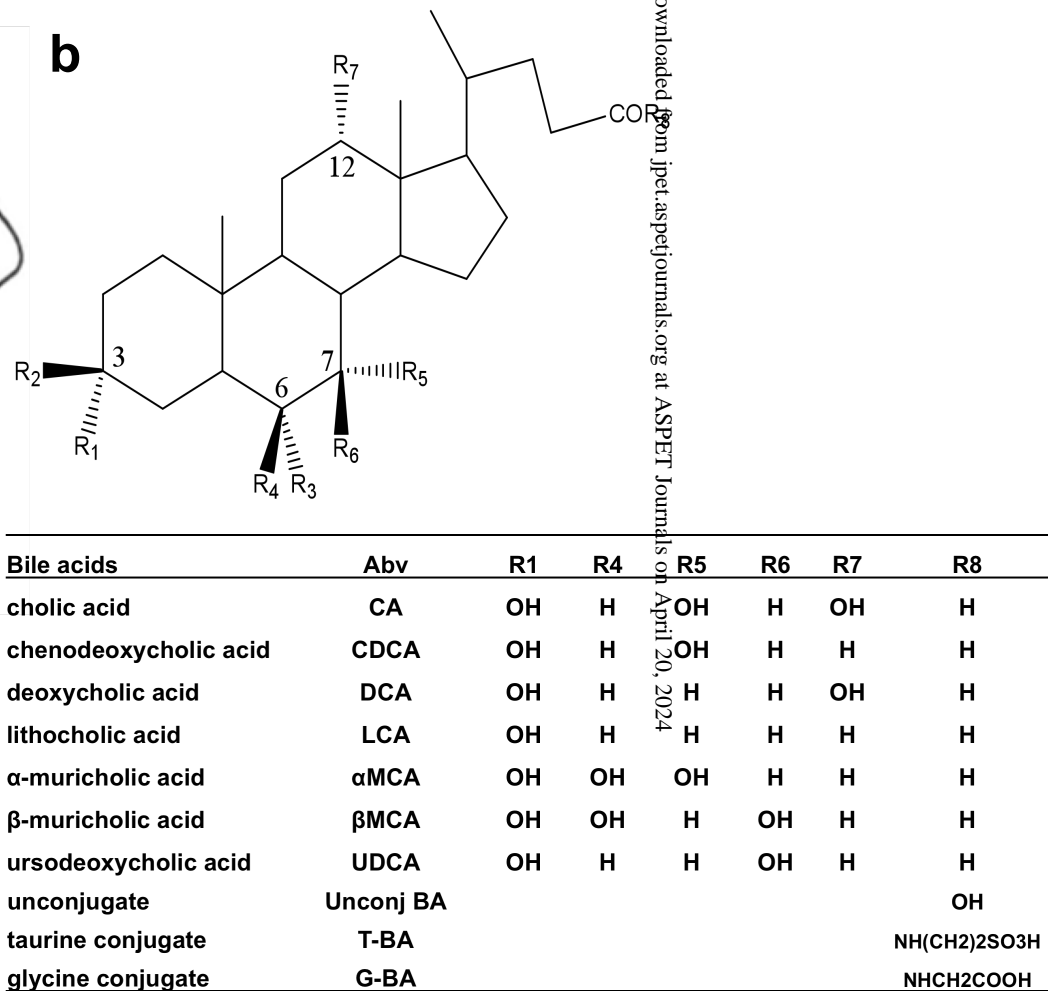 b
R7
COR8
12
3
7
R2
R5
6
R1
R6
R4 R3
Bile acids Abv R1 R4 R5 R6 R7 R8
cholic acid CA OH H OH H OH H
chenodeoxycholic acid CDCA OH H OH H H H
deoxycholic acid DCA OH H H H OH H
lithocholic acid LCA OH H H H H H
α-muricholic acid αMCA OH OH OH H H H
β-muricholic acid βMCA OH OH H OH H H
ursodeoxycholic acid UDCA OH H H OH H H
unconjugate Unconj BA OH
taurine conjugate T-BA NH(CH2)2SO3H
glycine conjugate G-BA NHCH2COOH
from jpet.aspetjournals.org at ASPET Journals on April 20, 2024